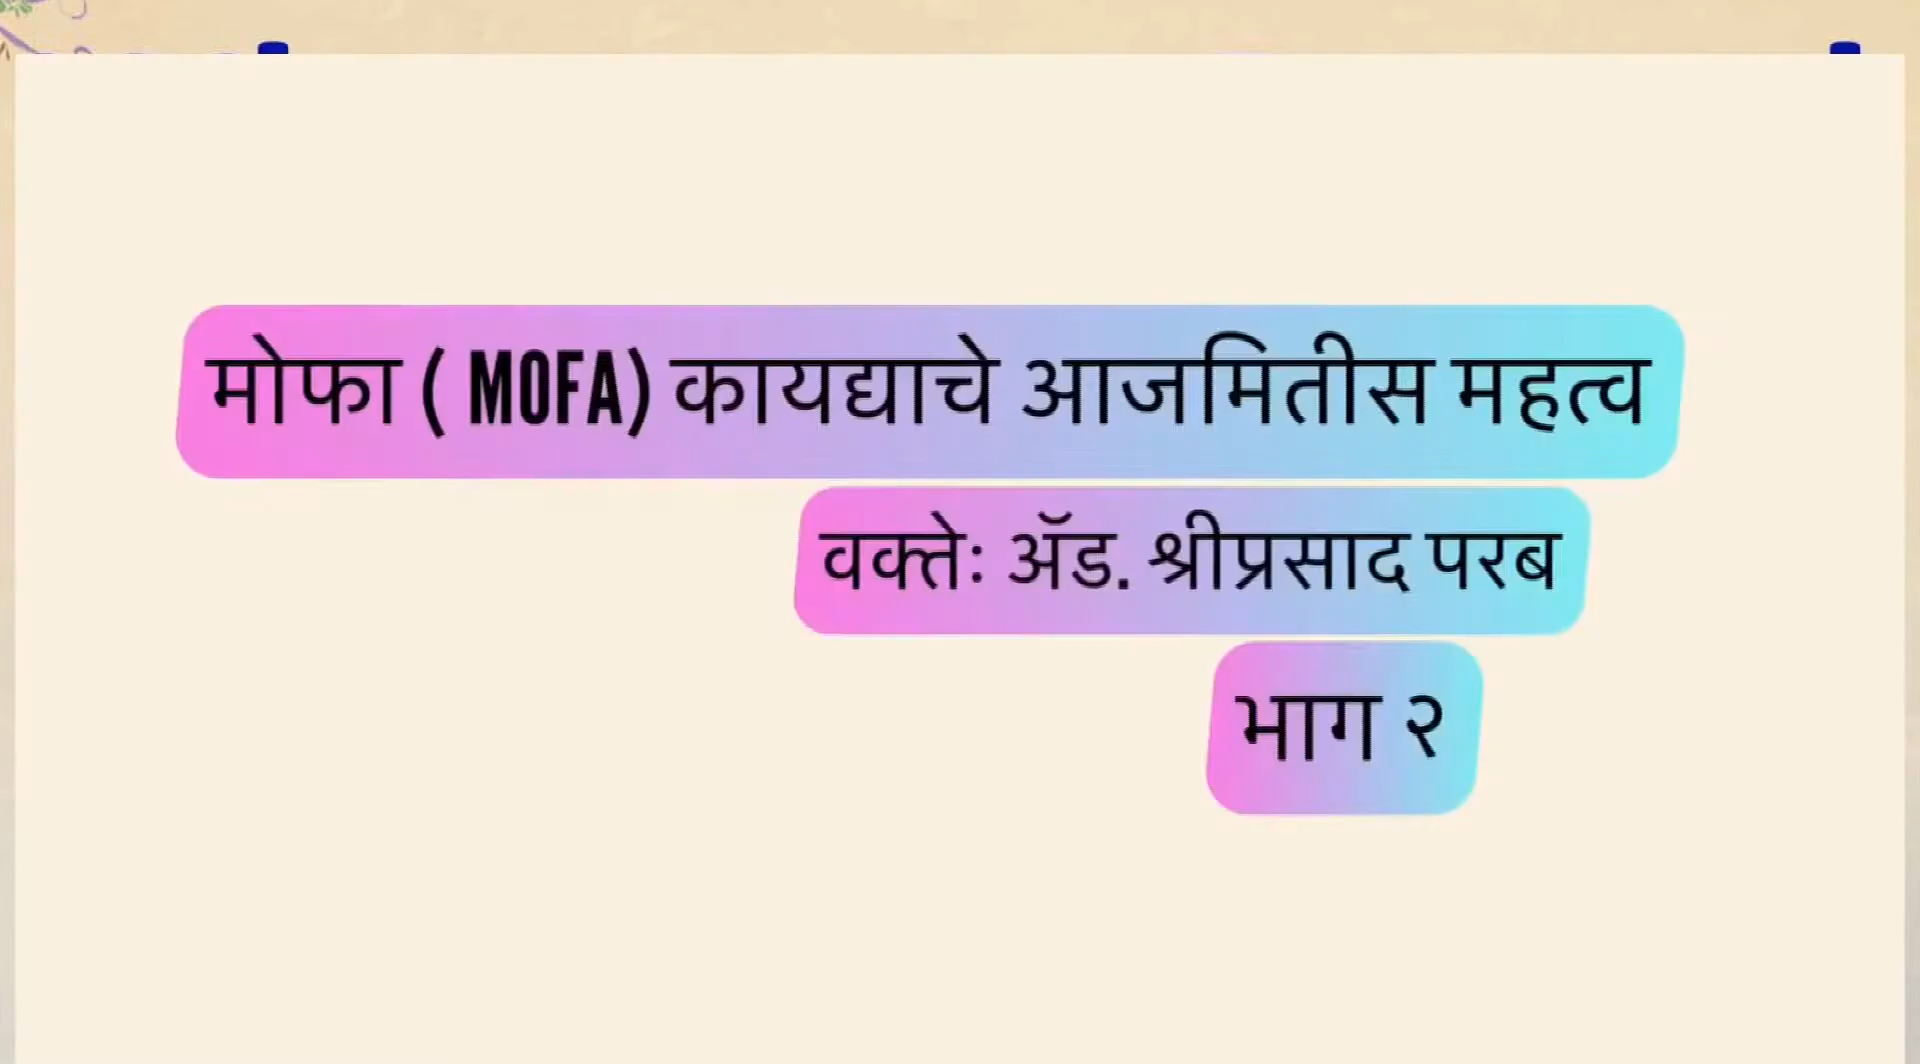 मोफा ( MOFA) कायद्याचे आजमितीस महत्व
वक्तेः ॲड. श्रीप्रसाद परब
भाग २